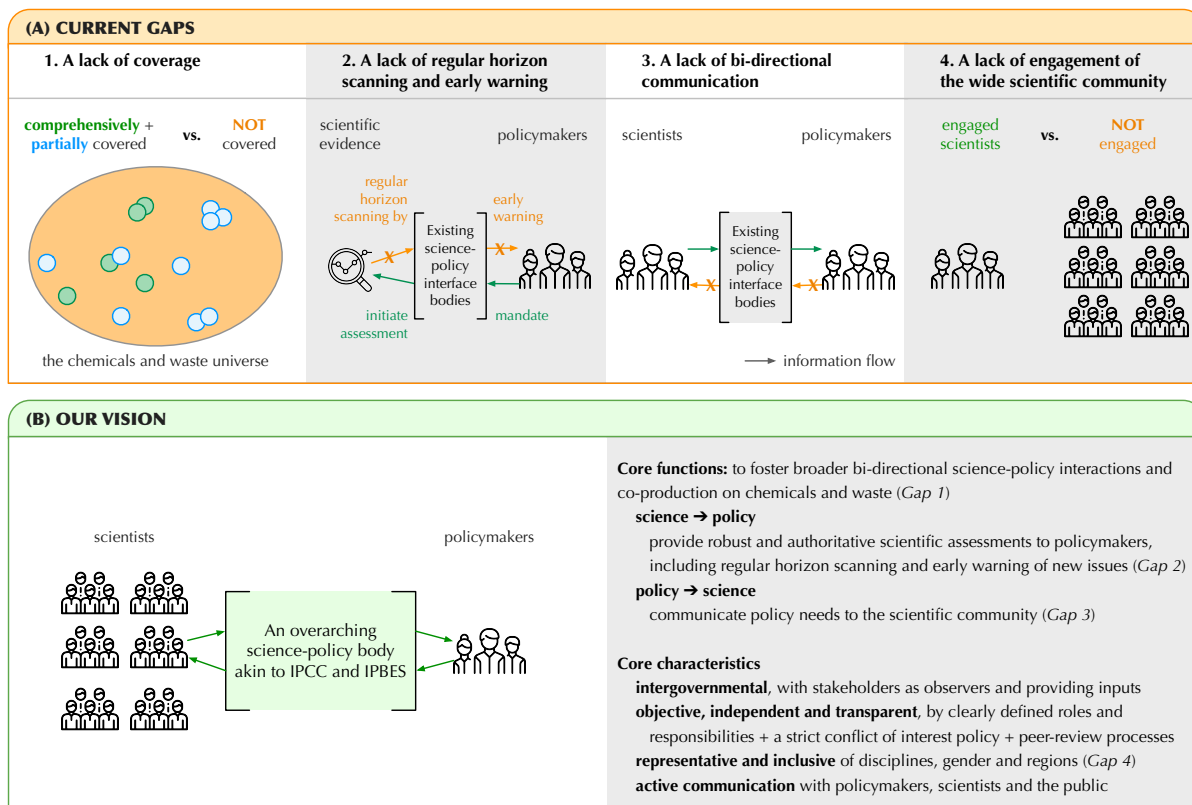 (A) CURRENT GAPS
1. A lack of coverage
comprehensively +
partially covered
vs.
NOT
covered
the chemicals and waste universe
2. A lack of regular horizon
scanning and early warning
scientific
evidence
policymakers
regular
horizon
scanning by
early
warning
X
X
Existing
science-
policy
interface
bodies
initiate
assessment
mandate
3. A lack of bi-directional
communication
scientists
policymakers
Existing
science-
policy
interface
bodies
X
X
information flow
4. A lack of engagement of
the wide scientific community
engaged
scientists
vs.
NOT
engaged
(B) OUR VISION
scientists
policymakers
An overarching
science-policy body
akin to IPCC and IPBES
Core functions: to foster broader bi-directional science-policy interactions and
co-production on chemicals and waste (Gap 1)
science ➔ policy
provide robust and authoritative scientific assessments to policymakers,
including regular horizon scanning and early warning of new issues (Gap 2)
policy ➔ science
communicate policy needs to the scientific community (Gap 3)
Core characteristics
intergovernmental, with stakeholders as observers and providing inputs
objective, independent and transparent, by clearly defined roles and
responsibilities + a strict conflict of interest policy + peer-review processes
representative and inclusive of disciplines, gender and regions (Gap 4)
active communication with policymakers, scientists and the public